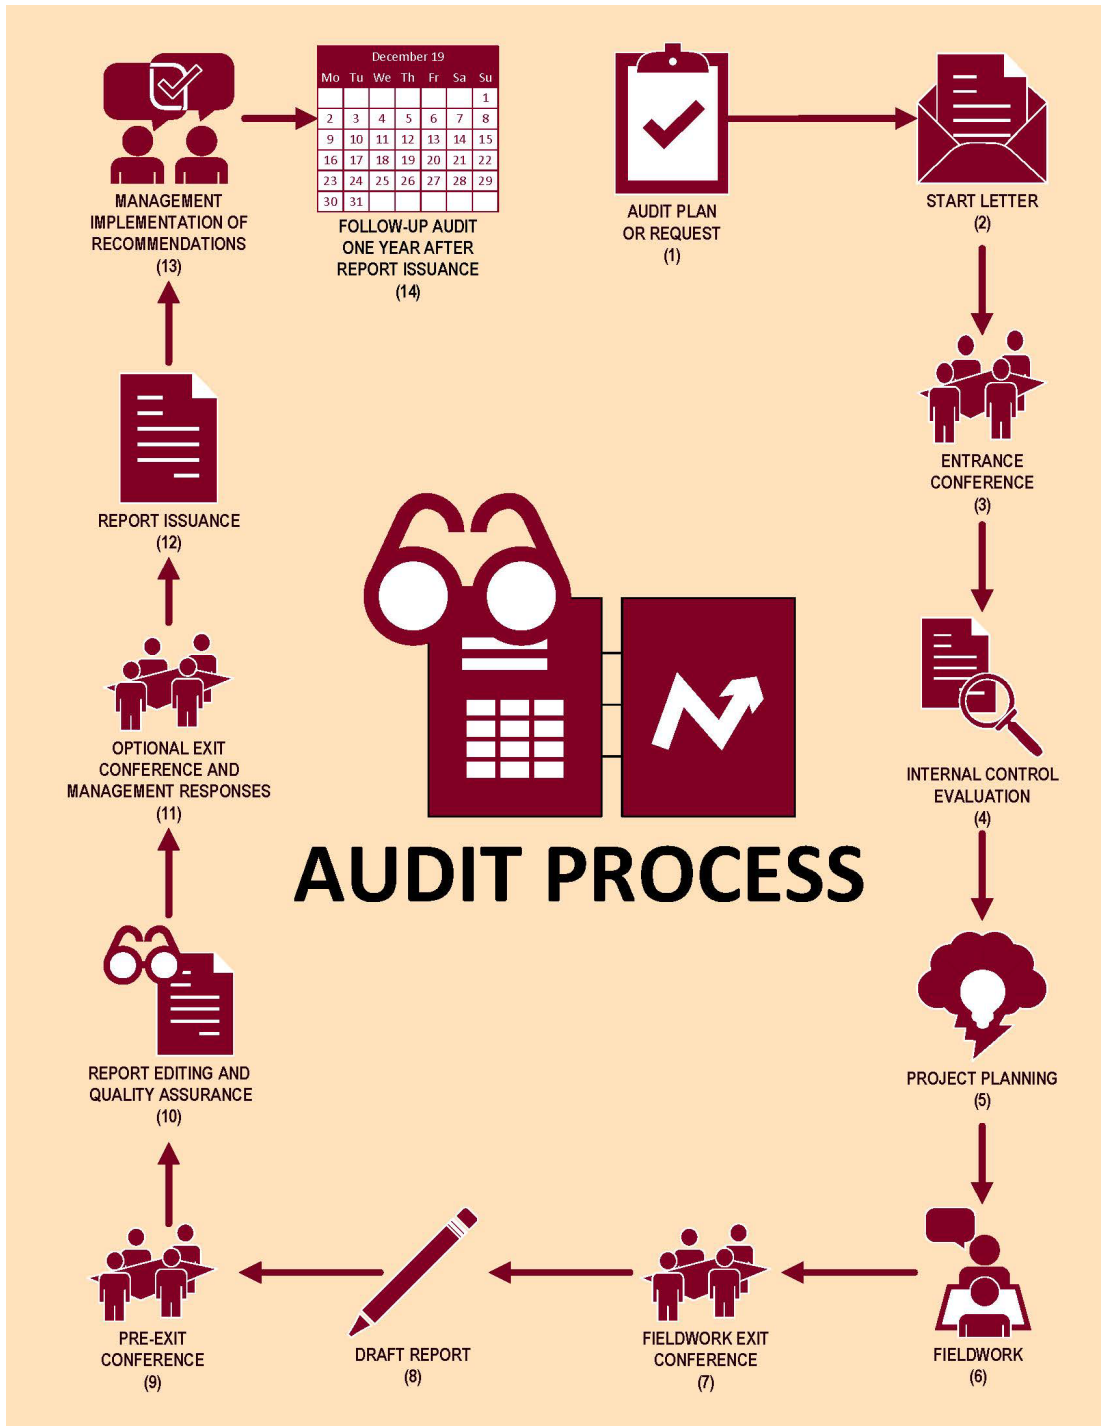 AUDIT PLAN
OR REQUEST
(1)
START LETTER
(2)
ENTRANCE
CONFERENCE
(3)
INTERNAL CONTROL
EVALUATION
(4)
PROJECT PLANNING
(5)
FIELDWORK
(6)
FIELDWORK EXIT
CONFERENCE
(7)
DRAFT REPORT
(8)
PRE-EXIT
CONFERENCE
(9)
REPORT EDITING AND
QUALITY ASSURANCE
(10)
OPTIONAL EXIT
CONFERENCE AND
MANAGEMENT RESPONSES
(11)
REPORT ISSUANCE
(12)
MANAGEMENT
IMPLEMENTATION OF
RECOMMENDATIONS
(13)
December 19
Mo Tu We Th Fr Sa Su
1
2 3 4 5 6 7 8
9 10 11 12 13 14 15
16 17 18 19 20 21 22
23 24 25 26 27 28 29
30 31
FOLLOW-UP AUDIT
ONE YEAR AFTER
REPORT ISSUANCE
(14)
AUDIT PROCESS